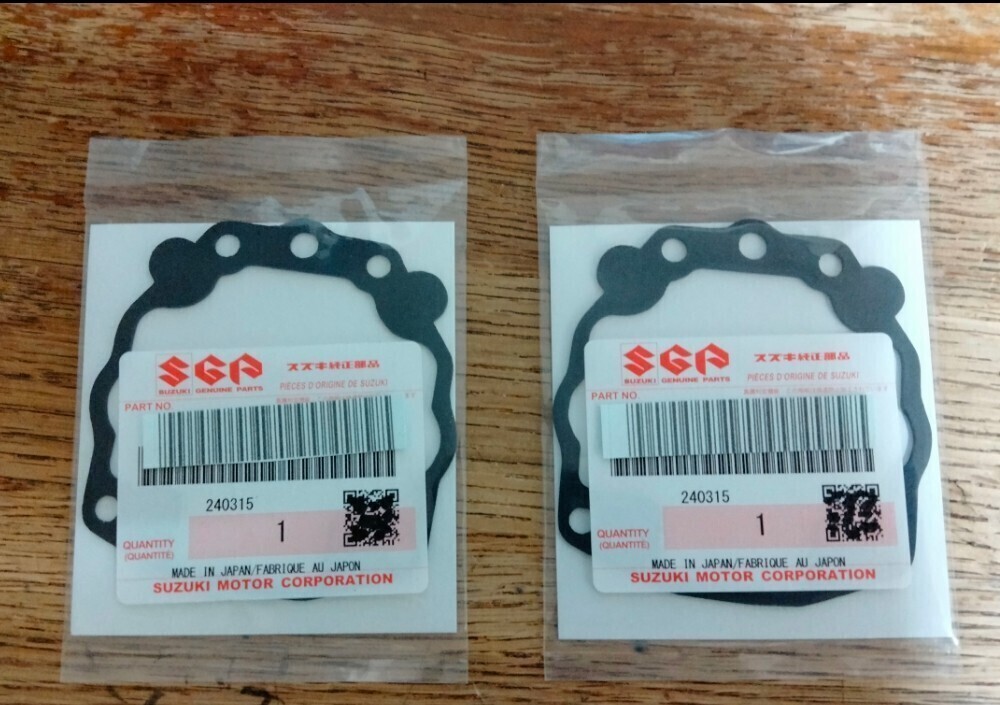 SGP
スズキ純正部品
SUZUKI GENUINE PARTS
PIÈCES D'ORIGINE DE SUZUKI
PART NO.
240315
1
QUANTITY
(QUANTITÉ)
MADE IN JAPAN/FABRIQUE AU JAPON
SUZUKI MOTOR CORPORATION
SGP
スズキ純正部品
SUZUKI GENUINE PARTS
PIÈCES D'ORIGINE DE SUZUKI
PART NO.
240315
1
QUANTITY
(QUANTITÉ)
MADE IN JAPAN/FABRIQUE AU JAPON
SUZUKI MOTOR CORPORATION